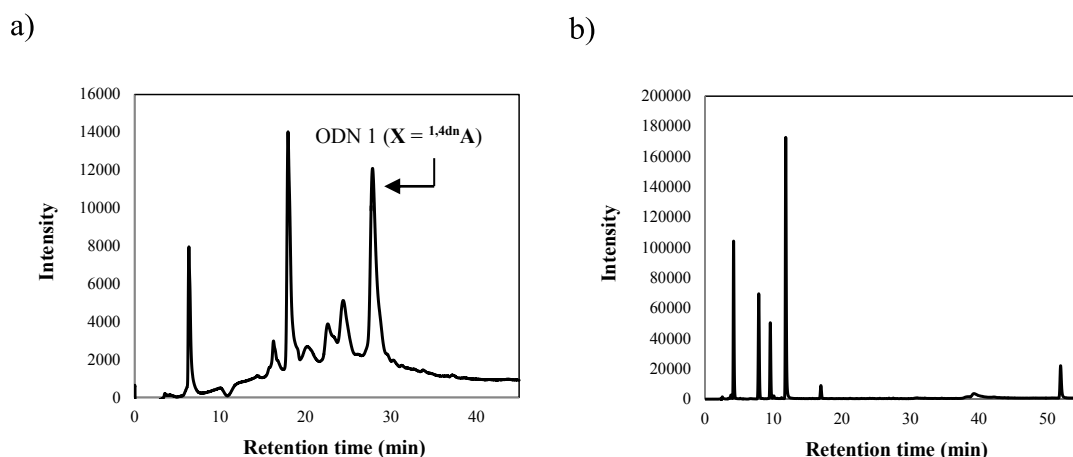 a)
16000
14000
12000
10000
8000
6000
4000
2000
0
Intensity
ODN 1 (X = 1,4dnA)
0 10 20 30 40
Retention time (min)
b)
200000
180000
160000
140000
120000
100000
80000
60000
40000
20000
0
Intensity
0 10 20 30 40 50
Retention time (min)